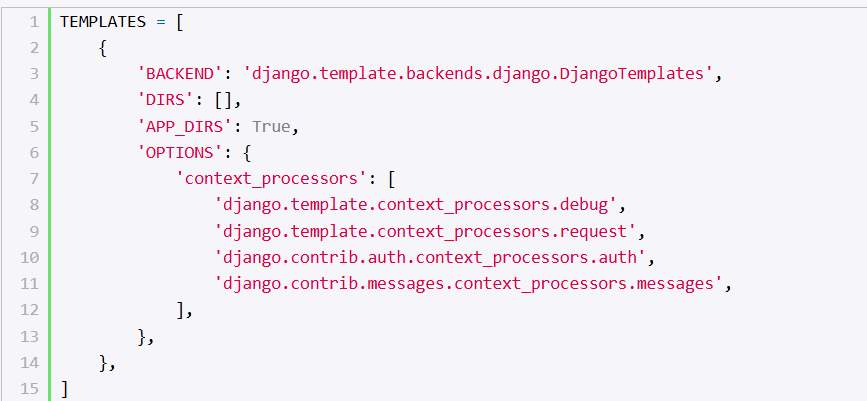 1 TEMPLATES = [
2     {
3         'BACKEND': 'django.template.backends.django.DjangoTemplates',
4         'DIRS': [],
5         'APP_DIRS': True,
6         'OPTIONS': {
7             'context_processors': [
8                 'django.template.context_processors.debug',
9                 'django.template.context_processors.request',
10                 'django.contrib.auth.context_processors.auth',
11                 'django.contrib.messages.context_processors.messages',
12             ],
13         },
14     },
15 ]